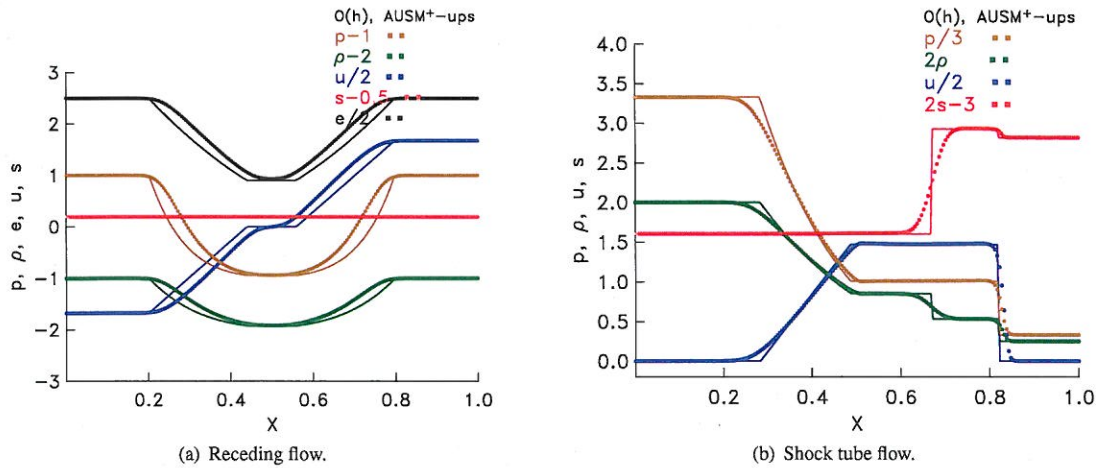 O(h), AUSM⁺-ups
p-1
ρ-2
u/2
s-0.5
e/2
3
2
1
0
-1
-2
-3
p, ρ, e, u, s
0.2 0.4 0.6 0.8 1.0
X
(a) Receding flow.
O(h), AUSM⁺-ups
p/3
2ρ
u/2
2s-3
4.0
3.5
3.0
2.5
2.0
1.5
1.0
0.5
0.0
p, ρ, u, s
0.2 0.4 0.6 0.8 1.0
X
(b) Shock tube flow.